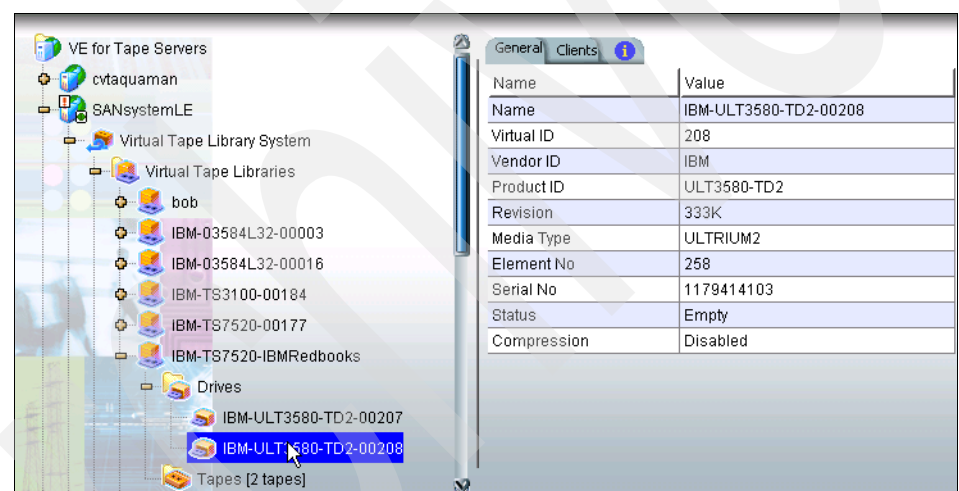 VE for Tape Servers
cvtaquaman
SANsystemLE
Virtual Tape Library System
Virtual Tape Libraries
bob
IBM-03584L32-00003
IBM-03584L32-00016
IBM-TS3100-00184
IBM-TS7520-00177
IBM-TS7520-IBMRedbooks
Drives
IBM-ULT3580-TD2-00207
IBM-ULT3580-TD2-00208
Tapes [2 tapes]
General Clients
Name Value
Name IBM-ULT3580-TD2-00208
Virtual ID 208
Vendor ID IBM
Product ID ULT3580-TD2
Revision 333K
Media Type ULTRIUM2
Element No 258
Serial No 1179414103
Status Empty
Compression Disabled